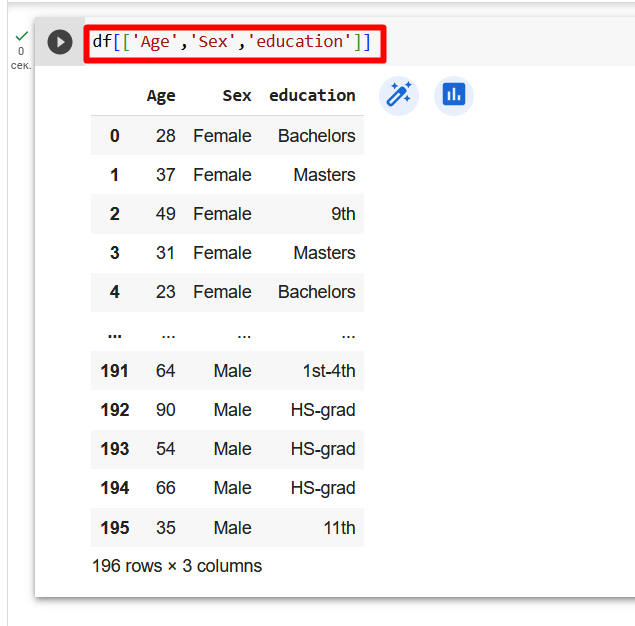 df[['Age','Sex','education']]
0
сек.
Age Sex education
0 28 Female Bachelors
1 37 Female Masters
2 49 Female 9th
3 31 Female Masters
4 23 Female Bachelors
... ... ... ...
191 64 Male 1st-4th
192 90 Male HS-grad
193 54 Male HS-grad
194 66 Male HS-grad
195 35 Male 11th
196 rows × 3 columns